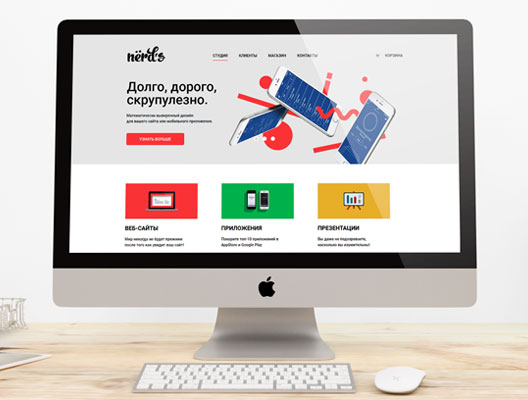 nёrd's
СТУДИЯ КЛИЕНТЫ МАГАЗИН КОНТАКТЫ КОРЗИНА
Долго, дорого,
скрупулезно.
Математически выверенный дизайн
для вашего сайта или мобильного приложения.
УЗНАТЬ БОЛЬШЕ
ВЕБ-САЙТЫ ПРИЛОЖЕНИЯ ПРЕЗЕНТАЦИИ
Мир никогда не будет прежним Покорите топ-10 приложений в Вы даже не подозреваете,
после того как увидит ваш сайт! AppStore и Google Play насколько вы изумительны!